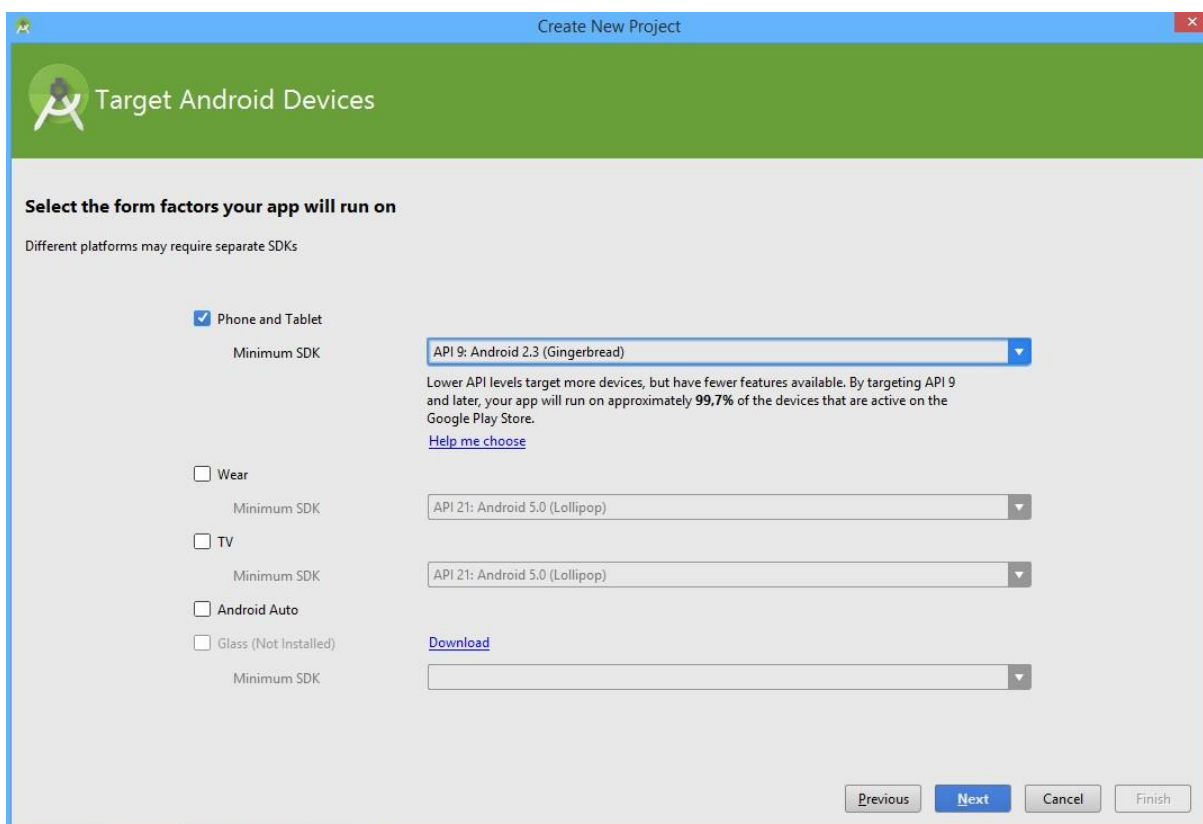 Create New Project
Target Android Devices
Select the form factors your app will run on
Different platforms may require separate SDKs
Phone and Tablet
Minimum SDK
API 9: Android 2.3 (Gingerbread)
Lower API levels target more devices, but have fewer features available. By targeting API 9
and later, your app will run on approximately 99,7% of the devices that are active on the
Google Play Store.
Help me choose
Wear
Minimum SDK
API 21: Android 5.0 (Lollipop)
TV
Minimum SDK
API 21: Android 5.0 (Lollipop)
Android Auto
Glass (Not Installed)
Download
Minimum SDK
Previous
Next
Cancel
Finish